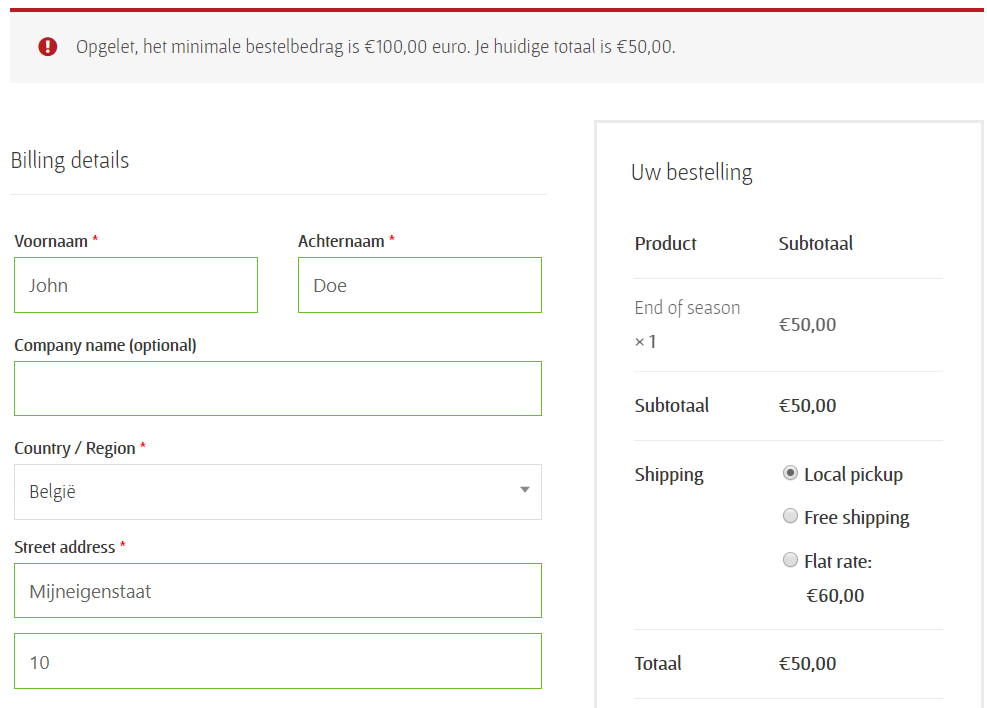 Opgelet, het minimale bestelbedrag is €100,00 euro. Je huidige totaal is €50,00.
Billing details
Voornaam *
Achternaam *
John
Doe
Company name (optional)
Country / Region *
België
Street address *
Mijneigenstaat
10
Uw bestelling
Product Subtotaal
End of season
× 1
€50,00
Subtotaal €50,00
Shipping
Local pickup
Free shipping
Flat rate:
€60,00
Totaal €50,00